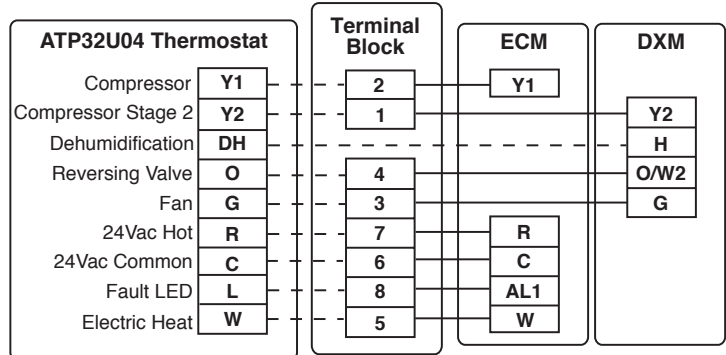 ATP32U04 Thermostat Terminal Block ECM DXM
Compressor Y1 2 Y1
Compressor Stage 2 Y2 1 Y2
Dehumidification DH H
Reversing Valve O 4 O/W2
Fan G 3 G
24Vac Hot R 7 R
24Vac Common C 6 C
Fault LED L 8 AL1
Electric Heat W 5 W